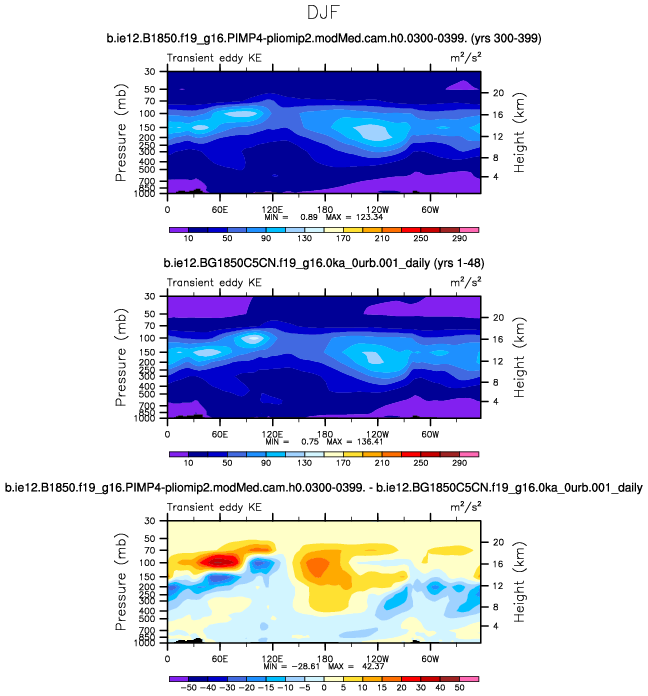 DJF
b.ie12.B1850.f19_g16.PIMP4-pliomip2.modMed.cam.h0.0300-0399. (yrs 300-399)
Transient eddy KE m²/s²
Pressure (mb)
Height (km)
30
50
70
100
150
200
250
300
400
500
700
850
1000
20
16
12
8
4
0 60E 120E 180 120W 60W
MIN = 0.89 MAX = 123.34
10 50 90 130 170 210 250 290
b.ie12.BG1850C5CN.f19_g16.0ka_0urb.001_daily (yrs 1-48)
Transient eddy KE m²/s²
Pressure (mb)
Height (km)
30
50
70
100
150
200
250
300
400
500
700
850
1000
20
16
12
8
4
0 60E 120E 180 120W 60W
MIN = 0.75 MAX = 136.41
10 50 90 130 170 210 250 290
b.ie12.B1850.f19_g16.PIMP4-pliomip2.modMed.cam.h0.0300-0399. - b.ie12.BG1850C5CN.f19_g16.0ka_0urb.001_daily
Transient eddy KE m²/s²
Pressure (mb)
Height (km)
30
50
70
100
150
200
250
300
400
500
700
850
1000
20
16
12
8
4
0 60E 120E 180 120W 60W
MIN = -28.61 MAX = 42.37
-50 -40 -30 -20 -15 -10 -5 0 5 10 15 20 30 40 50